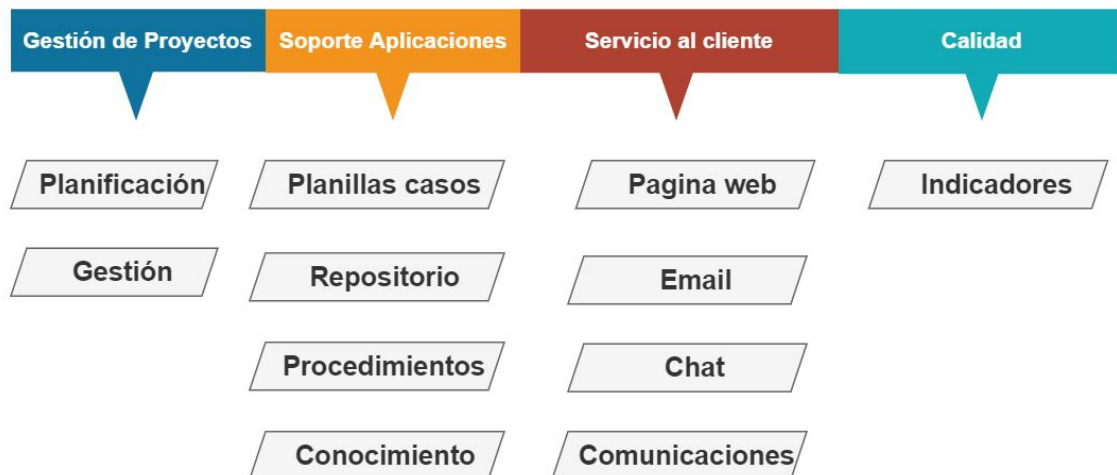 Gestión de Proyectos
Soporte Aplicaciones
Servicio al cliente
Calidad
Planificación
Planillas casos
Pagina web
Indicadores
Gestión
Repositorio
Email
Procedimientos
Chat
Conocimiento
Comunicaciones